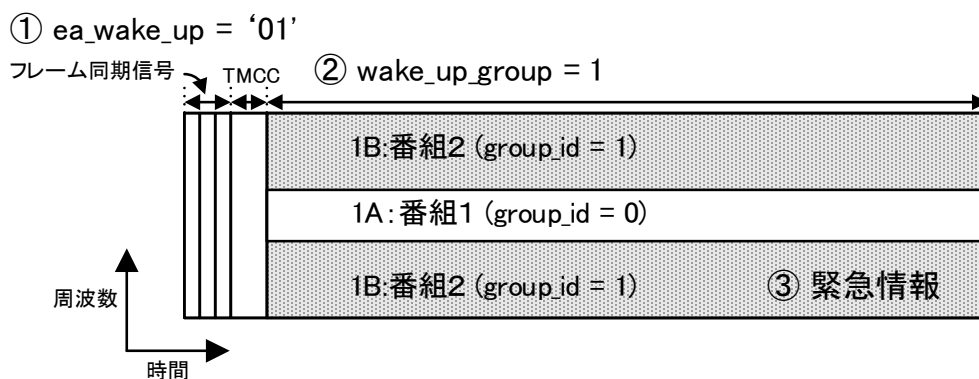 ① ea_wake_up = ‘01’
フレーム同期信号
TMCC
② wake_up_group = 1
1B:番組2 (group_id = 1)
1A:番組1 (group_id = 0)
1B:番組2 (group_id = 1)
③ 緊急情報
周波数
時間